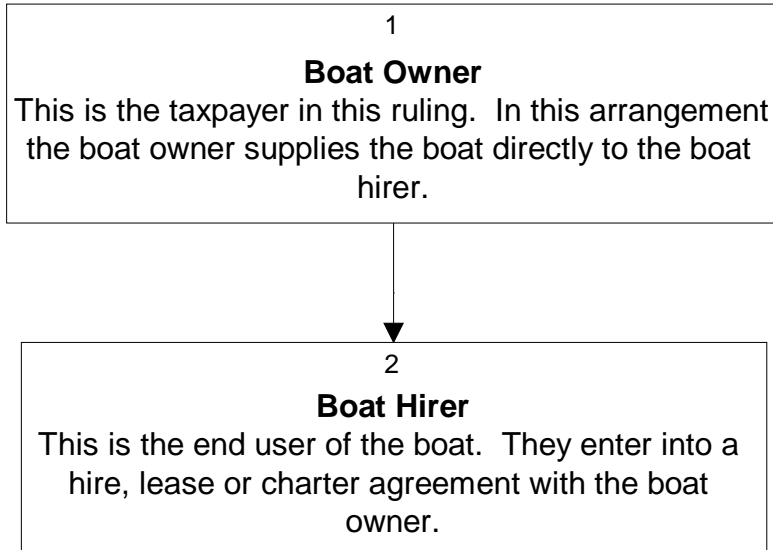 1
Boat Owner
This is the taxpayer in this ruling.  In this arrangement
the boat owner supplies the boat directly to the boat
hirer.
2
Boat Hirer
This is the end user of the boat.  They enter into a
hire, lease or charter agreement with the boat
owner.